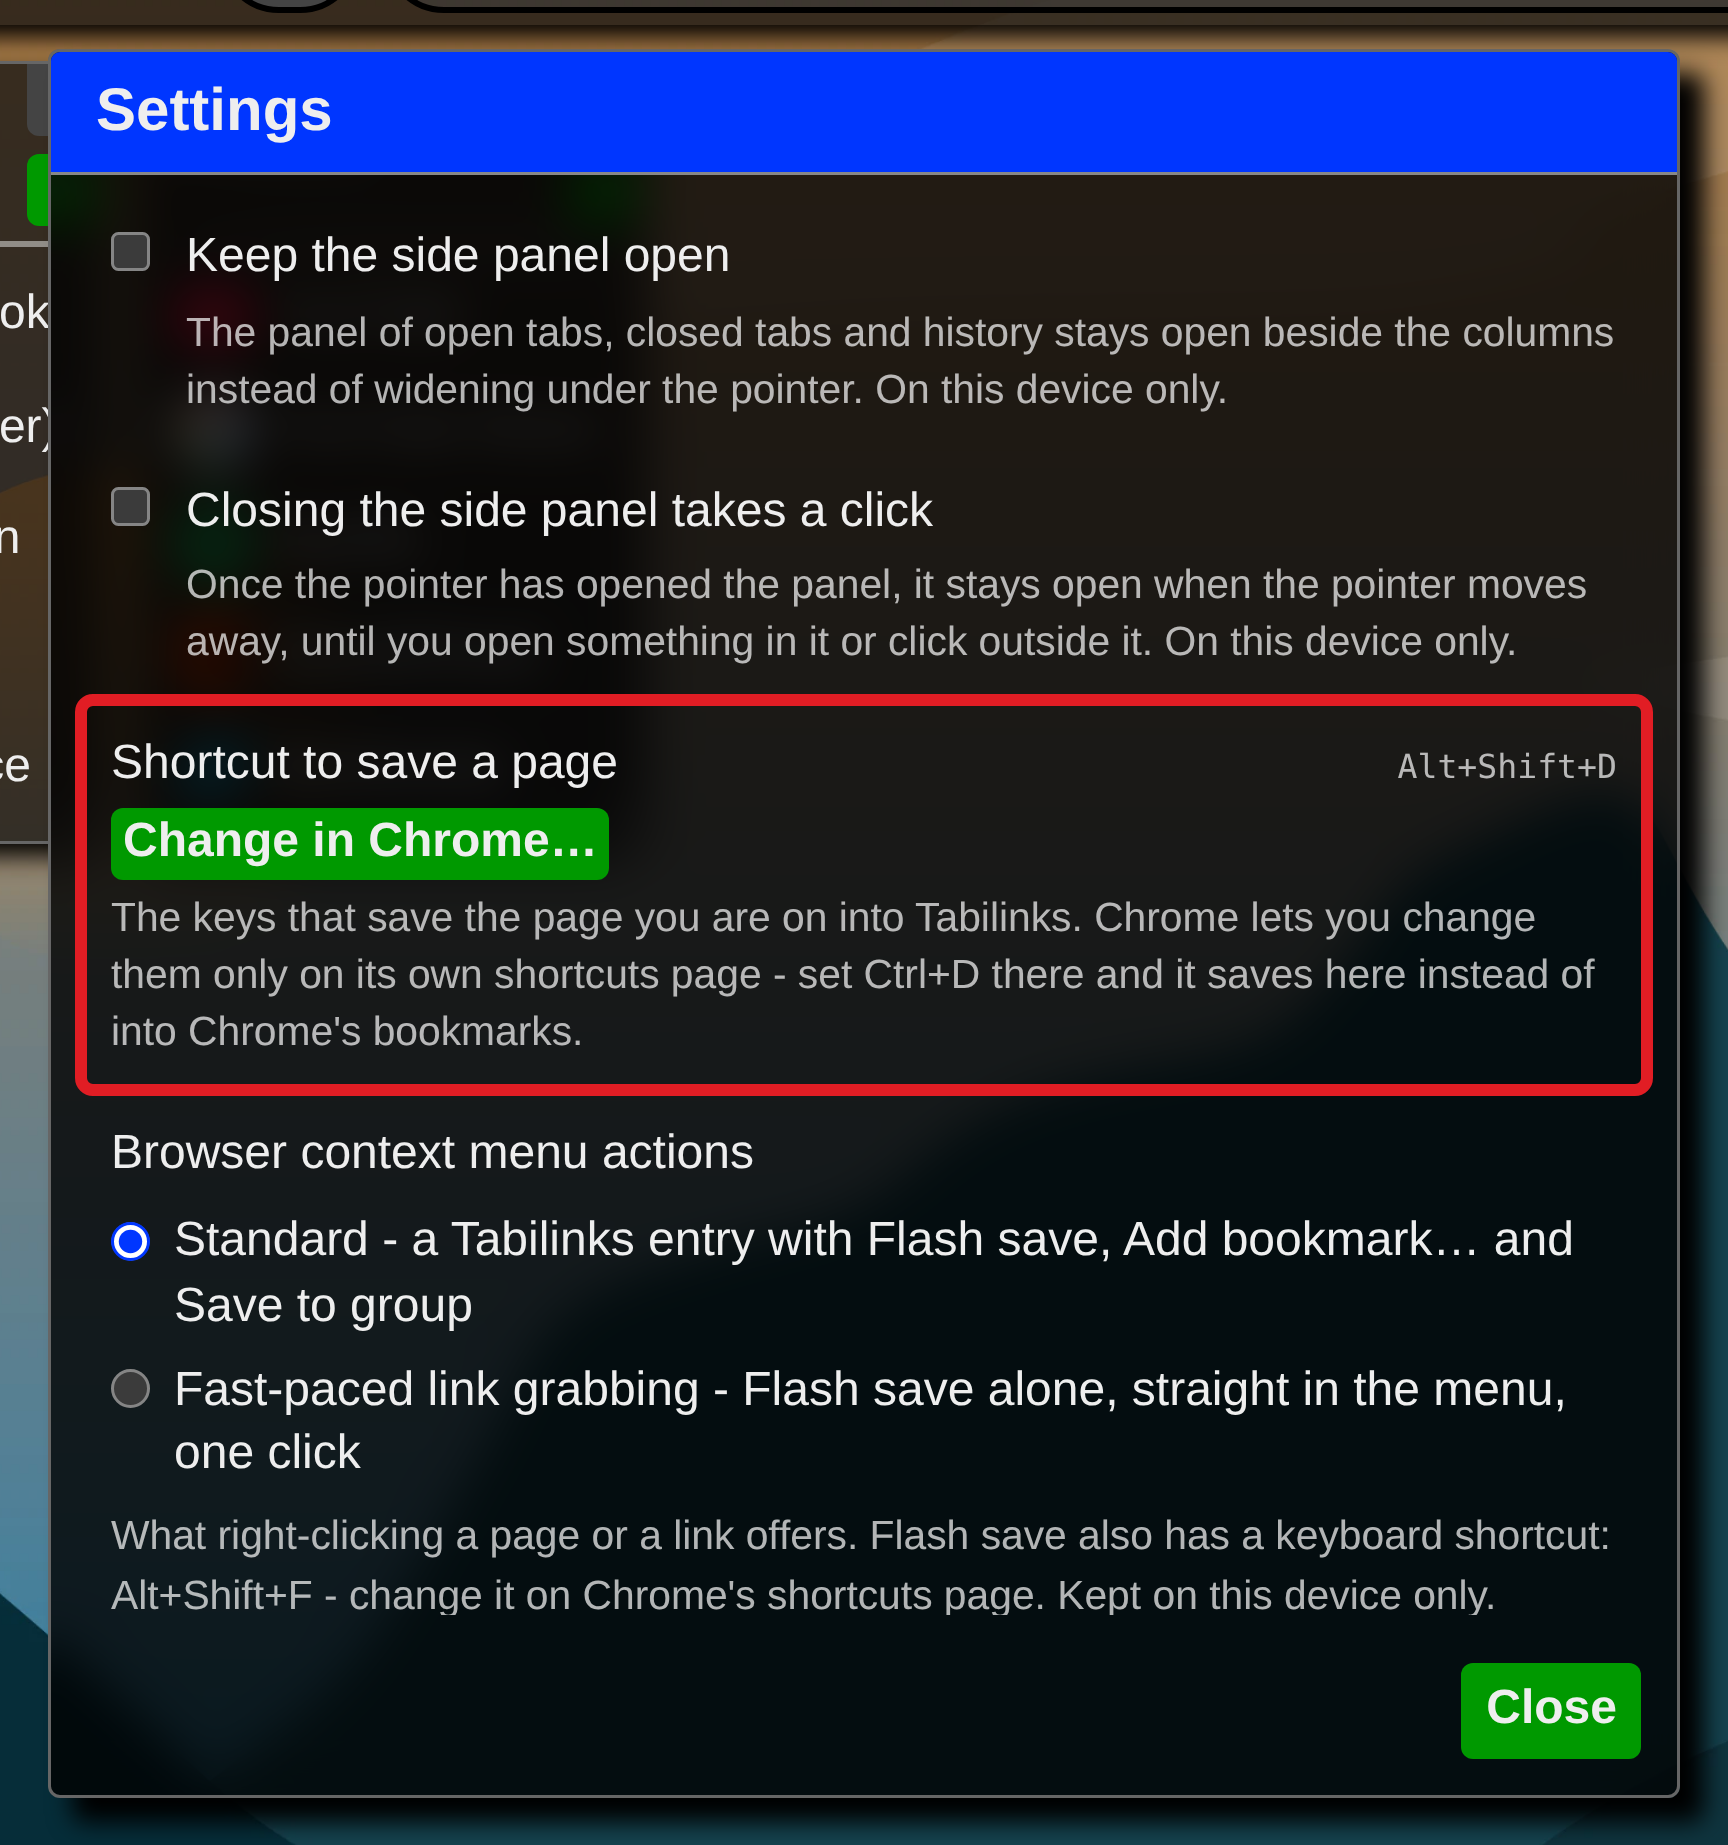 Settings
Keep the side panel open
The panel of open tabs, closed tabs and history stays open beside the columns
instead of widening under the pointer. On this device only.
Closing the side panel takes a click
Once the pointer has opened the panel, it stays open when the pointer moves
away, until you open something in it or click outside it. On this device only.
Shortcut to save a page
Alt+Shift+D
Change in Chrome…
The keys that save the page you are on into Tabilinks. Chrome lets you change
them only on its own shortcuts page - set Ctrl+D there and it saves here instead of
into Chrome's bookmarks.
Browser context menu actions
Standard - a Tabilinks entry with Flash save, Add bookmark… and
Save to group
Fast-paced link grabbing - Flash save alone, straight in the menu,
one click
What right-clicking a page or a link offers. Flash save also has a keyboard shortcut:
Alt+Shift+F - change it on Chrome's shortcuts page. Kept on this device only.
Close